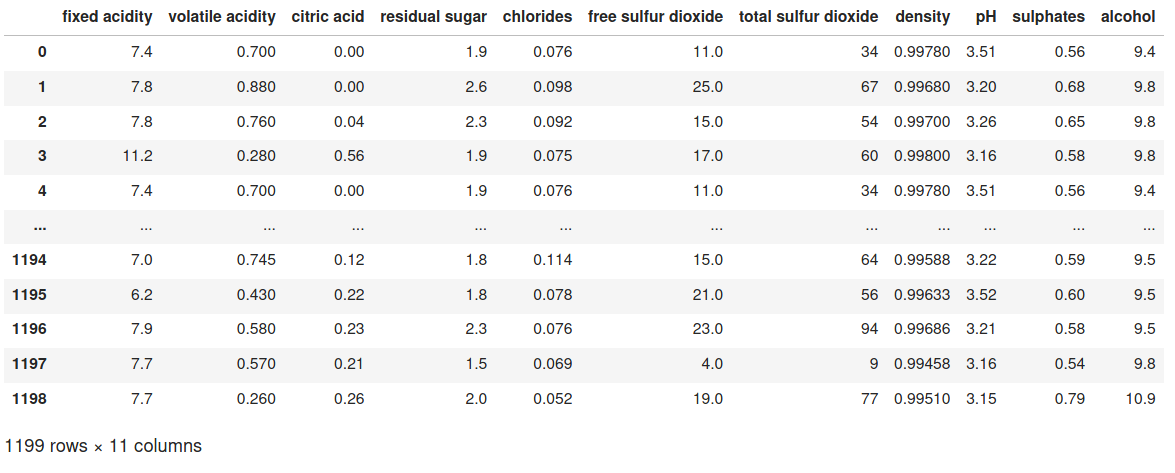 fixed acidity volatile acidity citric acid residual sugar chlorides free sulfur dioxide total sulfur dioxide density pH sulphates alcohol
0 7.4 0.700 0.00 1.9 0.076 11.0 34 0.99780 3.51 0.56 9.4
1 7.8 0.880 0.00 2.6 0.098 25.0 67 0.99680 3.20 0.68 9.8
2 7.8 0.760 0.04 2.3 0.092 15.0 54 0.99700 3.26 0.65 9.8
3 11.2 0.280 0.56 1.9 0.075 17.0 60 0.99800 3.16 0.58 9.8
4 7.4 0.700 0.00 1.9 0.076 11.0 34 0.99780 3.51 0.56 9.4
... ... ... ... ... ... ... ... ... ... ... ...
1194 7.0 0.745 0.12 1.8 0.114 15.0 64 0.99588 3.22 0.59 9.5
1195 6.2 0.430 0.22 1.8 0.078 21.0 56 0.99633 3.52 0.60 9.5
1196 7.9 0.580 0.23 2.3 0.076 23.0 94 0.99686 3.21 0.58 9.5
1197 7.7 0.570 0.21 1.5 0.069 4.0 9 0.99458 3.16 0.54 9.8
1198 7.7 0.260 0.26 2.0 0.052 19.0 77 0.99510 3.15 0.79 10.9
1199 rows × 11 columns